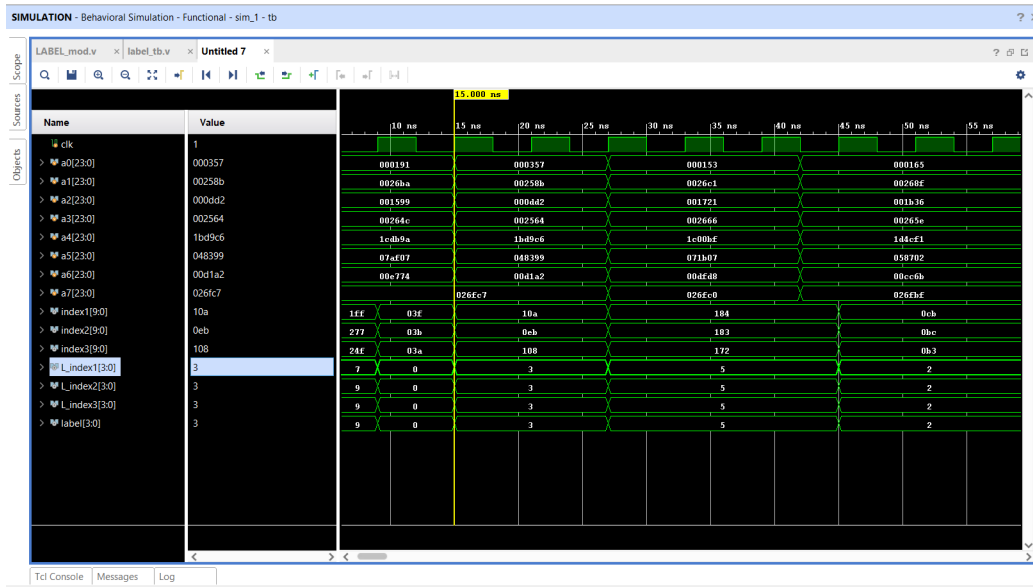 SIMULATION - Behavioral Simulation - Functional - sim_1 - tb ?
LABEL_mod.v × label_tb.v × Untitled 7 × ?
Scope
Sources
Objects
15.000 ns
Name Value
10 ns 15 ns 20 ns 25 ns 30 ns 35 ns 40 ns 45 ns 50 ns 55 ns
clk 1
a0[23:0] 000357 000191 000357 000153 000165
a1[23:0] 00258b 0026ba 00258b 0026c1 00268f
a2[23:0] 000dd2 001599 000dd2 001721 001b36
a3[23:0] 002564 00264c 002564 002666 00265e
a4[23:0] 1bd9c6 1cdb9a 1bd9c6 1c00bf 1d4cf1
a5[23:0] 048399 07af07 048399 071b07 058702
a6[23:0] 00d1a2 00e774 00d1a2 00dfd8 00cc6b
a7[23:0] 026fc7 026fc7 026fc0 026fbf
index1[9:0] 10a 1ff 03f 10a 184 0cb
index2[9:0] 0eb 277 03b 0eb 183 0bc
index3[9:0] 108 24f 03a 108 172 0b3
L_index1[3:0] 3 7 0 3 5 2
L_index2[3:0] 3 9 0 3 5 2
L_index3[3:0] 3 9 0 3 5 2
label[3:0] 3 9 0 3 5 2
Tcl Console Messages Log